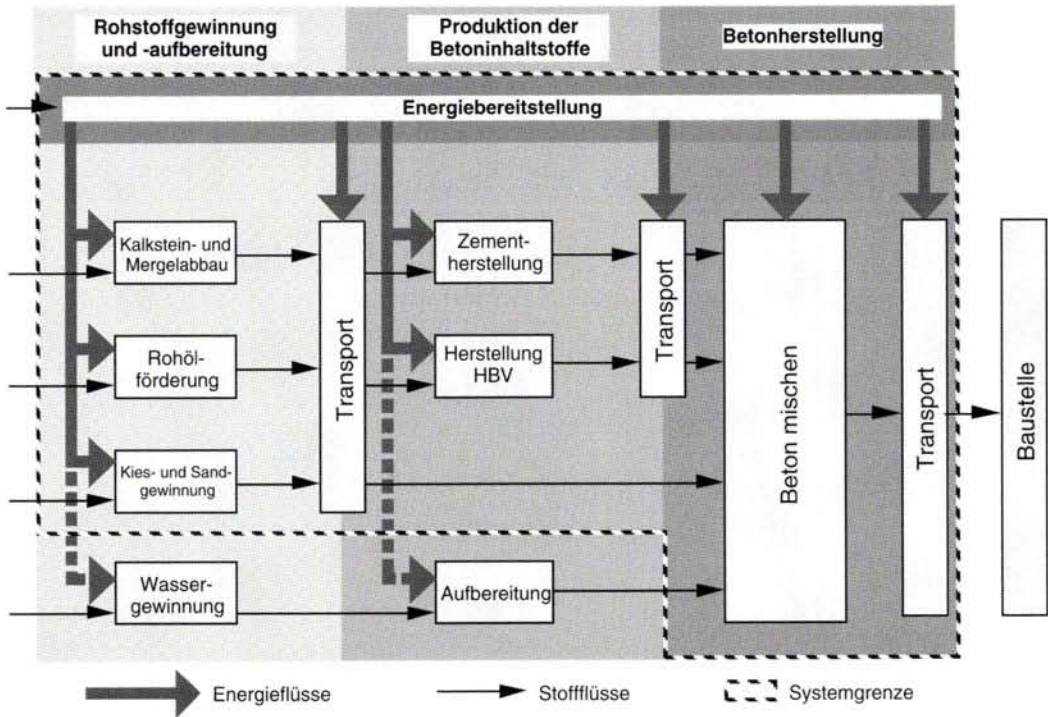 Rohstoffgewinnung
und -aufbereitung
Produktion der
Betoninhaltstoffe
Betonherstellung
Energiebereitstellung
Kalkstein- und
Mergelabbau
Rohöl-
förderung
Kies- und Sand-
gewinnung
Wasser-
gewinnung
Transport
Zement-
herstellung
Herstellung
HBV
Aufbereitung
Transport
Beton mischen
Transport
Baustelle
Energieflüsse
Stoffflüsse
Systemgrenze